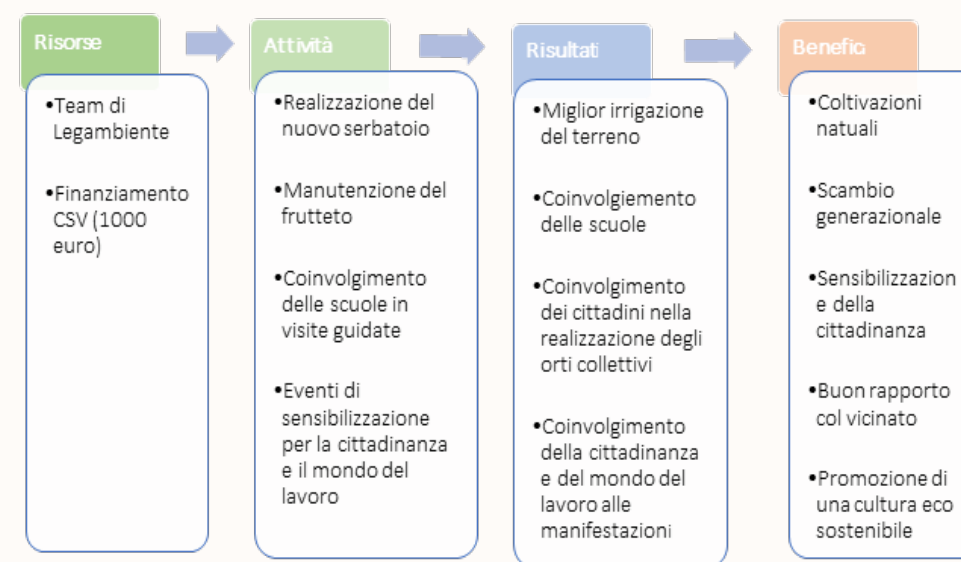 Risorse
•Team di
Legambiente
•Finanziamento
CSV (1000
euro)
Attività
•Realizzazione del
nuovo serbatoio
•Manutenzione del
frutteto
•Coinvolgimento
delle scuole in
visite guidate
•Eventi di
sensibilizzazione
per la cittadinanza
e il mondo del
lavoro
Risultati
•Miglior irrigazione
del terreno
•Coinvolgiemento
delle scuole
•Coinvolgimento
dei cittadini nella
realizzazione degli
orti collettivi
•Coinvolgimento
della cittadinanza
e del mondo del
lavoro alle
manifestazioni
Benefici
•Coltivazioni
natuali
•Scambio
generazionale
•Sensibilizzazion
e della
cittadinanza
•Buon rapporto
col vicinato
•Promozione di
una cultura eco
sostenibile